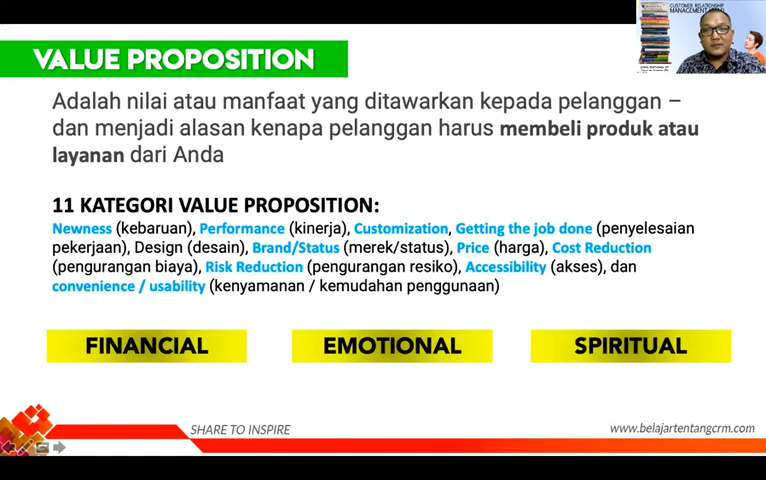 CUSTOMER RELATIONSHIP
VALUE PROPOSITION
Adalah nilai atau manfaat yang ditawarkan kepada pelanggan –
dan menjadi alasan kenapa pelanggan harus membeli produk atau
layanan dari Anda
11 KATEGORI VALUE PROPOSITION:
Newness (kebaruan), Performance (kinerja), Customization, Getting the job done (penyelesaian
pekerjaan), Design (desain), Brand/Status (merek/status), Price (harga), Cost Reduction
(pengurangan biaya), Risk Reduction (pengurangan resiko), Accessibility (akses), dan
convenience / usability (kenyamanan / kemudahan penggunaan)
FINANCIAL
EMOTIONAL
SPIRITUAL
SHARE TO INSPIRE
www.belajartentangcrm.com